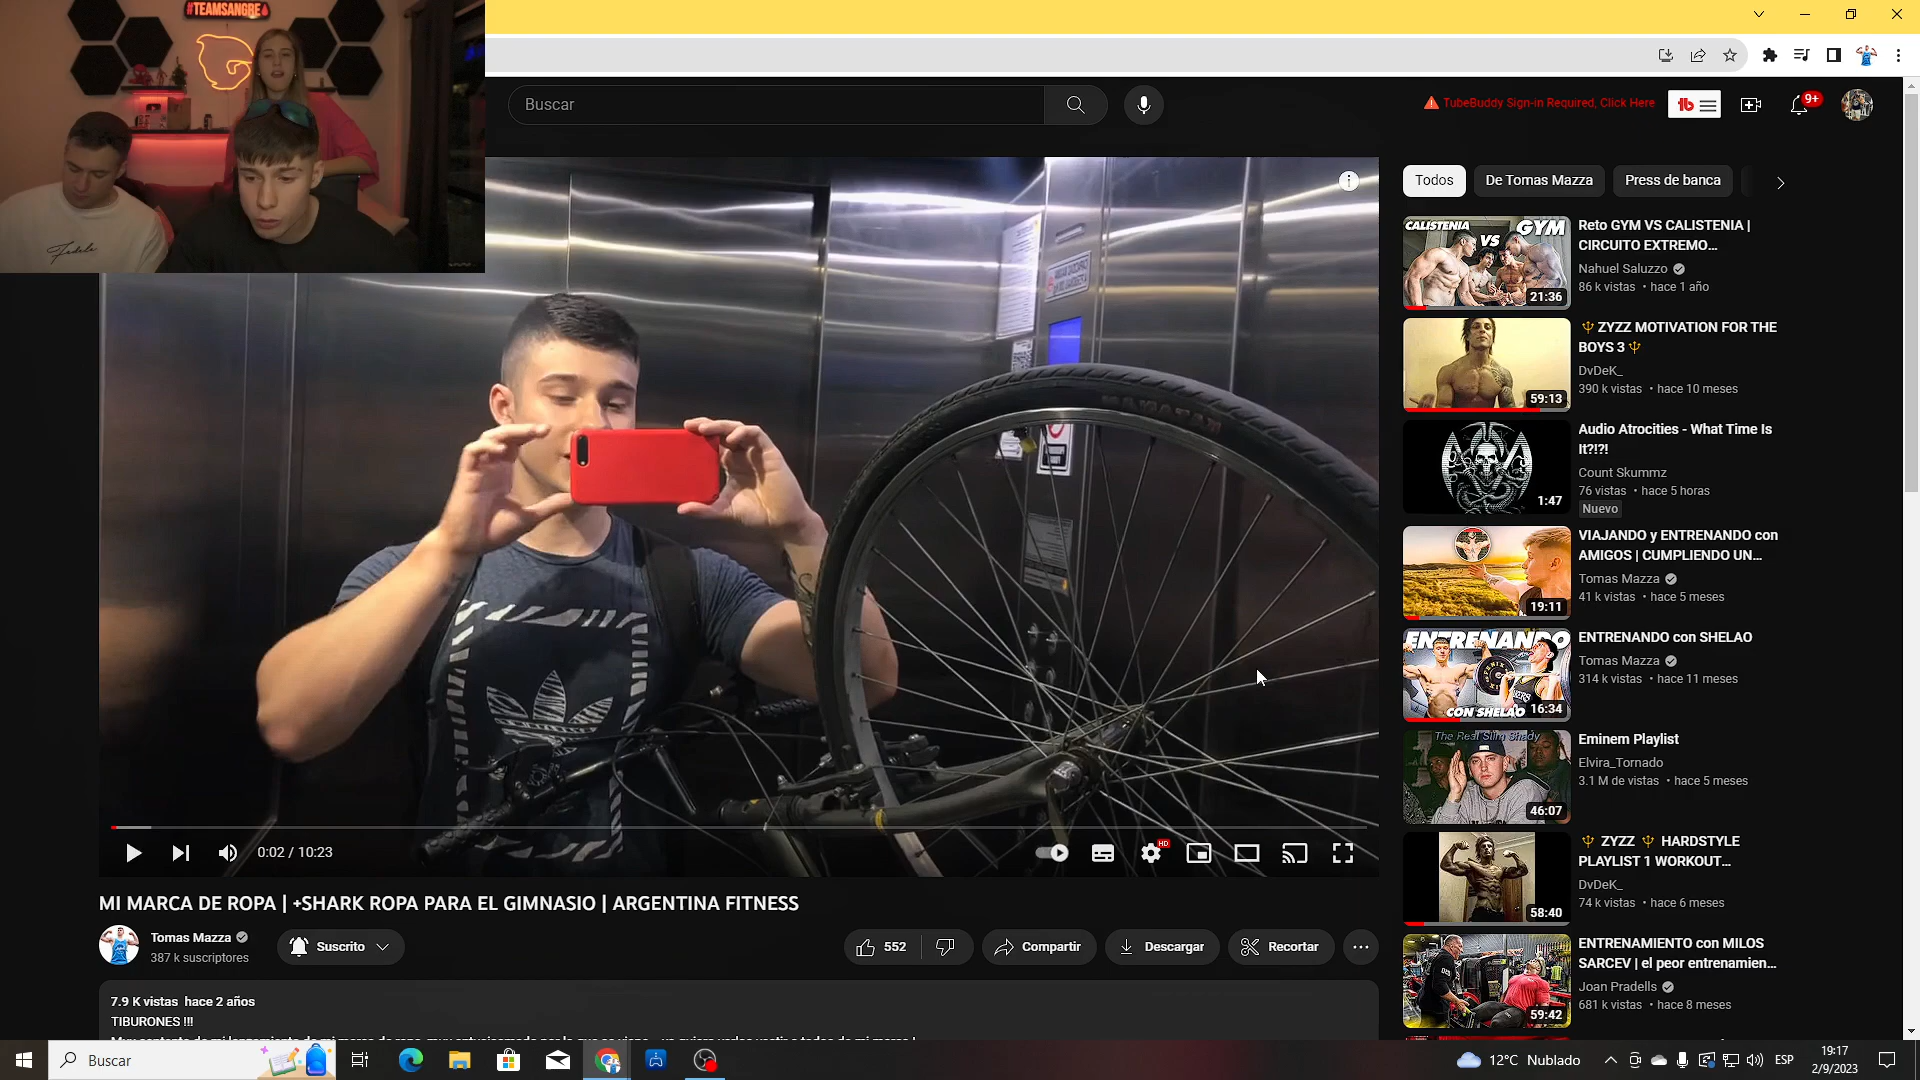 #TEAMSANGRE
Fedele
Buscar
TubeBuddy Sign-in Required, Click Here
9+
Todos
De Tomas Mazza
Press de banca
CALISTENIA VS GYM
21:36
Reto GYM VS CALISTENIA |
CIRCUITO EXTREMO...
Nahuel Saluzzo
86 k vistas • hace 1 año
59:13
🔱 ZYZZ MOTIVATION FOR THE
BOYS 3 🔱
DvDeK_
390 k vistas • hace 10 meses
1:47
Audio Atrocities - What Time Is
It?!?!
Count Skummz
76 vistas • hace 5 horas
Nuevo
19:11
VIAJANDO y ENTRENANDO con
AMIGOS | CUMPLIENDO UN...
Tomas Mazza
41 k vistas • hace 5 meses
ENTRENANDO
CON SHELAO
16:34
ENTRENANDO con SHELAO
Tomas Mazza
314 k vistas • hace 11 meses
The Real Slim Shady
46:07
Eminem Playlist
Elvira_Tornado
3.1 M de vistas • hace 5 meses
58:40
🔱 ZYZZ 🔱 HARDSTYLE
PLAYLIST 1 WORKOUT...
DvDeK_
74 k vistas • hace 6 meses
59:42
ENTRENAMIENTO con MILOS
SARCEV | el peor entrenamien...
Joan Pradells
681 k vistas • hace 8 meses
0:02 / 10:23
HD
MI MARCA DE ROPA | +SHARK ROPA PARA EL GIMNASIO | ARGENTINA FITNESS
Tomas Mazza
387 k suscriptores
Suscrito
552
Compartir
Descargar
Recortar
7.9 K vistas hace 2 años
TIBURONES !!!
Buscar
12°C Nublado
ESP
19:17
2/9/2023